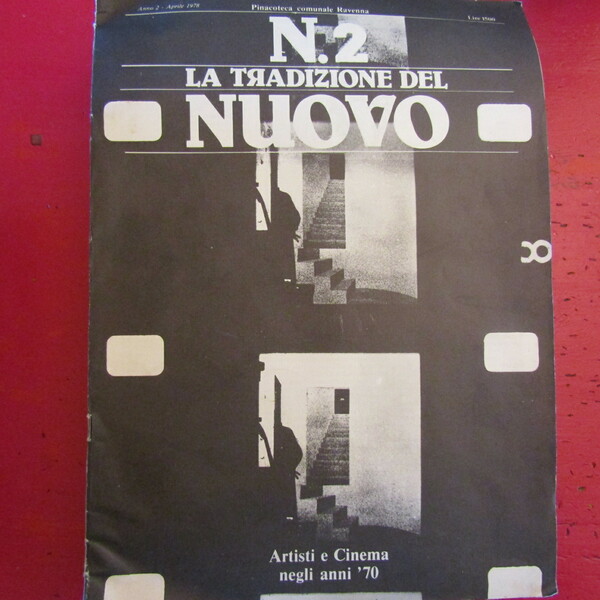 Anno 2 - Aprile 1978
Pinacoteca comunale Ravenna
N.2
LA TRADIZIONE DEL
NUOVO
Artisti e Cinema
negli anni '70